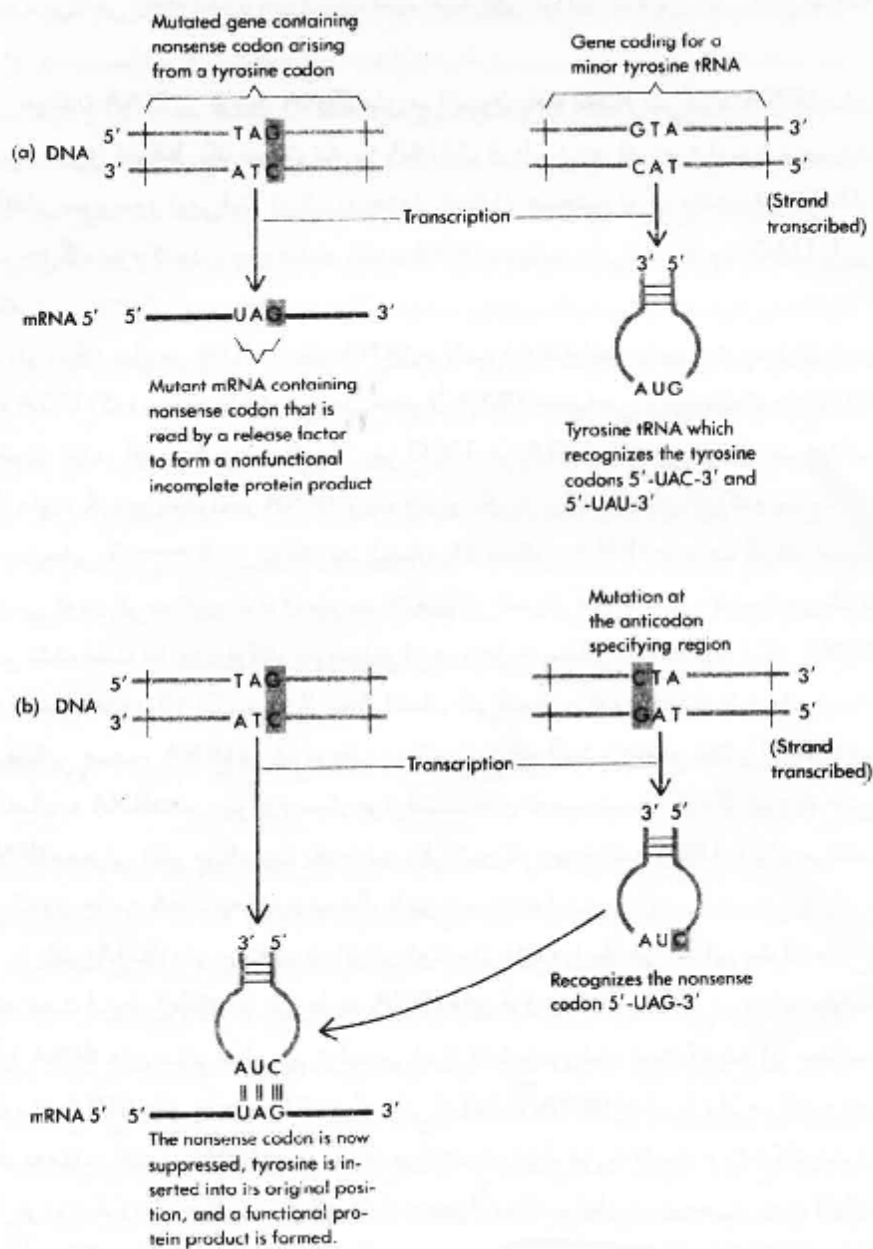 Mutated gene containing
nonsense codon arising
from a tyrosine codon
Gene coding for a
minor tyrosine tRNA
5′ TAG GTA 3′
(a) DNA
3′ ATC CAT 5′
Transcription
(Strand
transcribed)
3′ 5′
mRNA 5′ 5′ UAG 3′
AUG
Mutant mRNA containing
nonsense codon that is
read by a release factor
to form a nonfunctional
incomplete protein product
Tyrosine tRNA which
recognizes the tyrosine
codons 5′-UAC-3′ and
5′-UAU-3′
Mutation at
the anticodon
specifying region
5′ TAG CTA 3′
(b) DNA
3′ ATC GAT 5′
Transcription
(Strand
transcribed)
3′ 5′
AUC
Recognizes the nonsense
codon 5′-UAG-3′
3′ 5′
AUC
mRNA 5′ 5′ UAG 3′
The nonsense codon is now
suppressed, tyrosine is in-
serted into its original posi-
tion, and a functional pro-
tein product is formed.